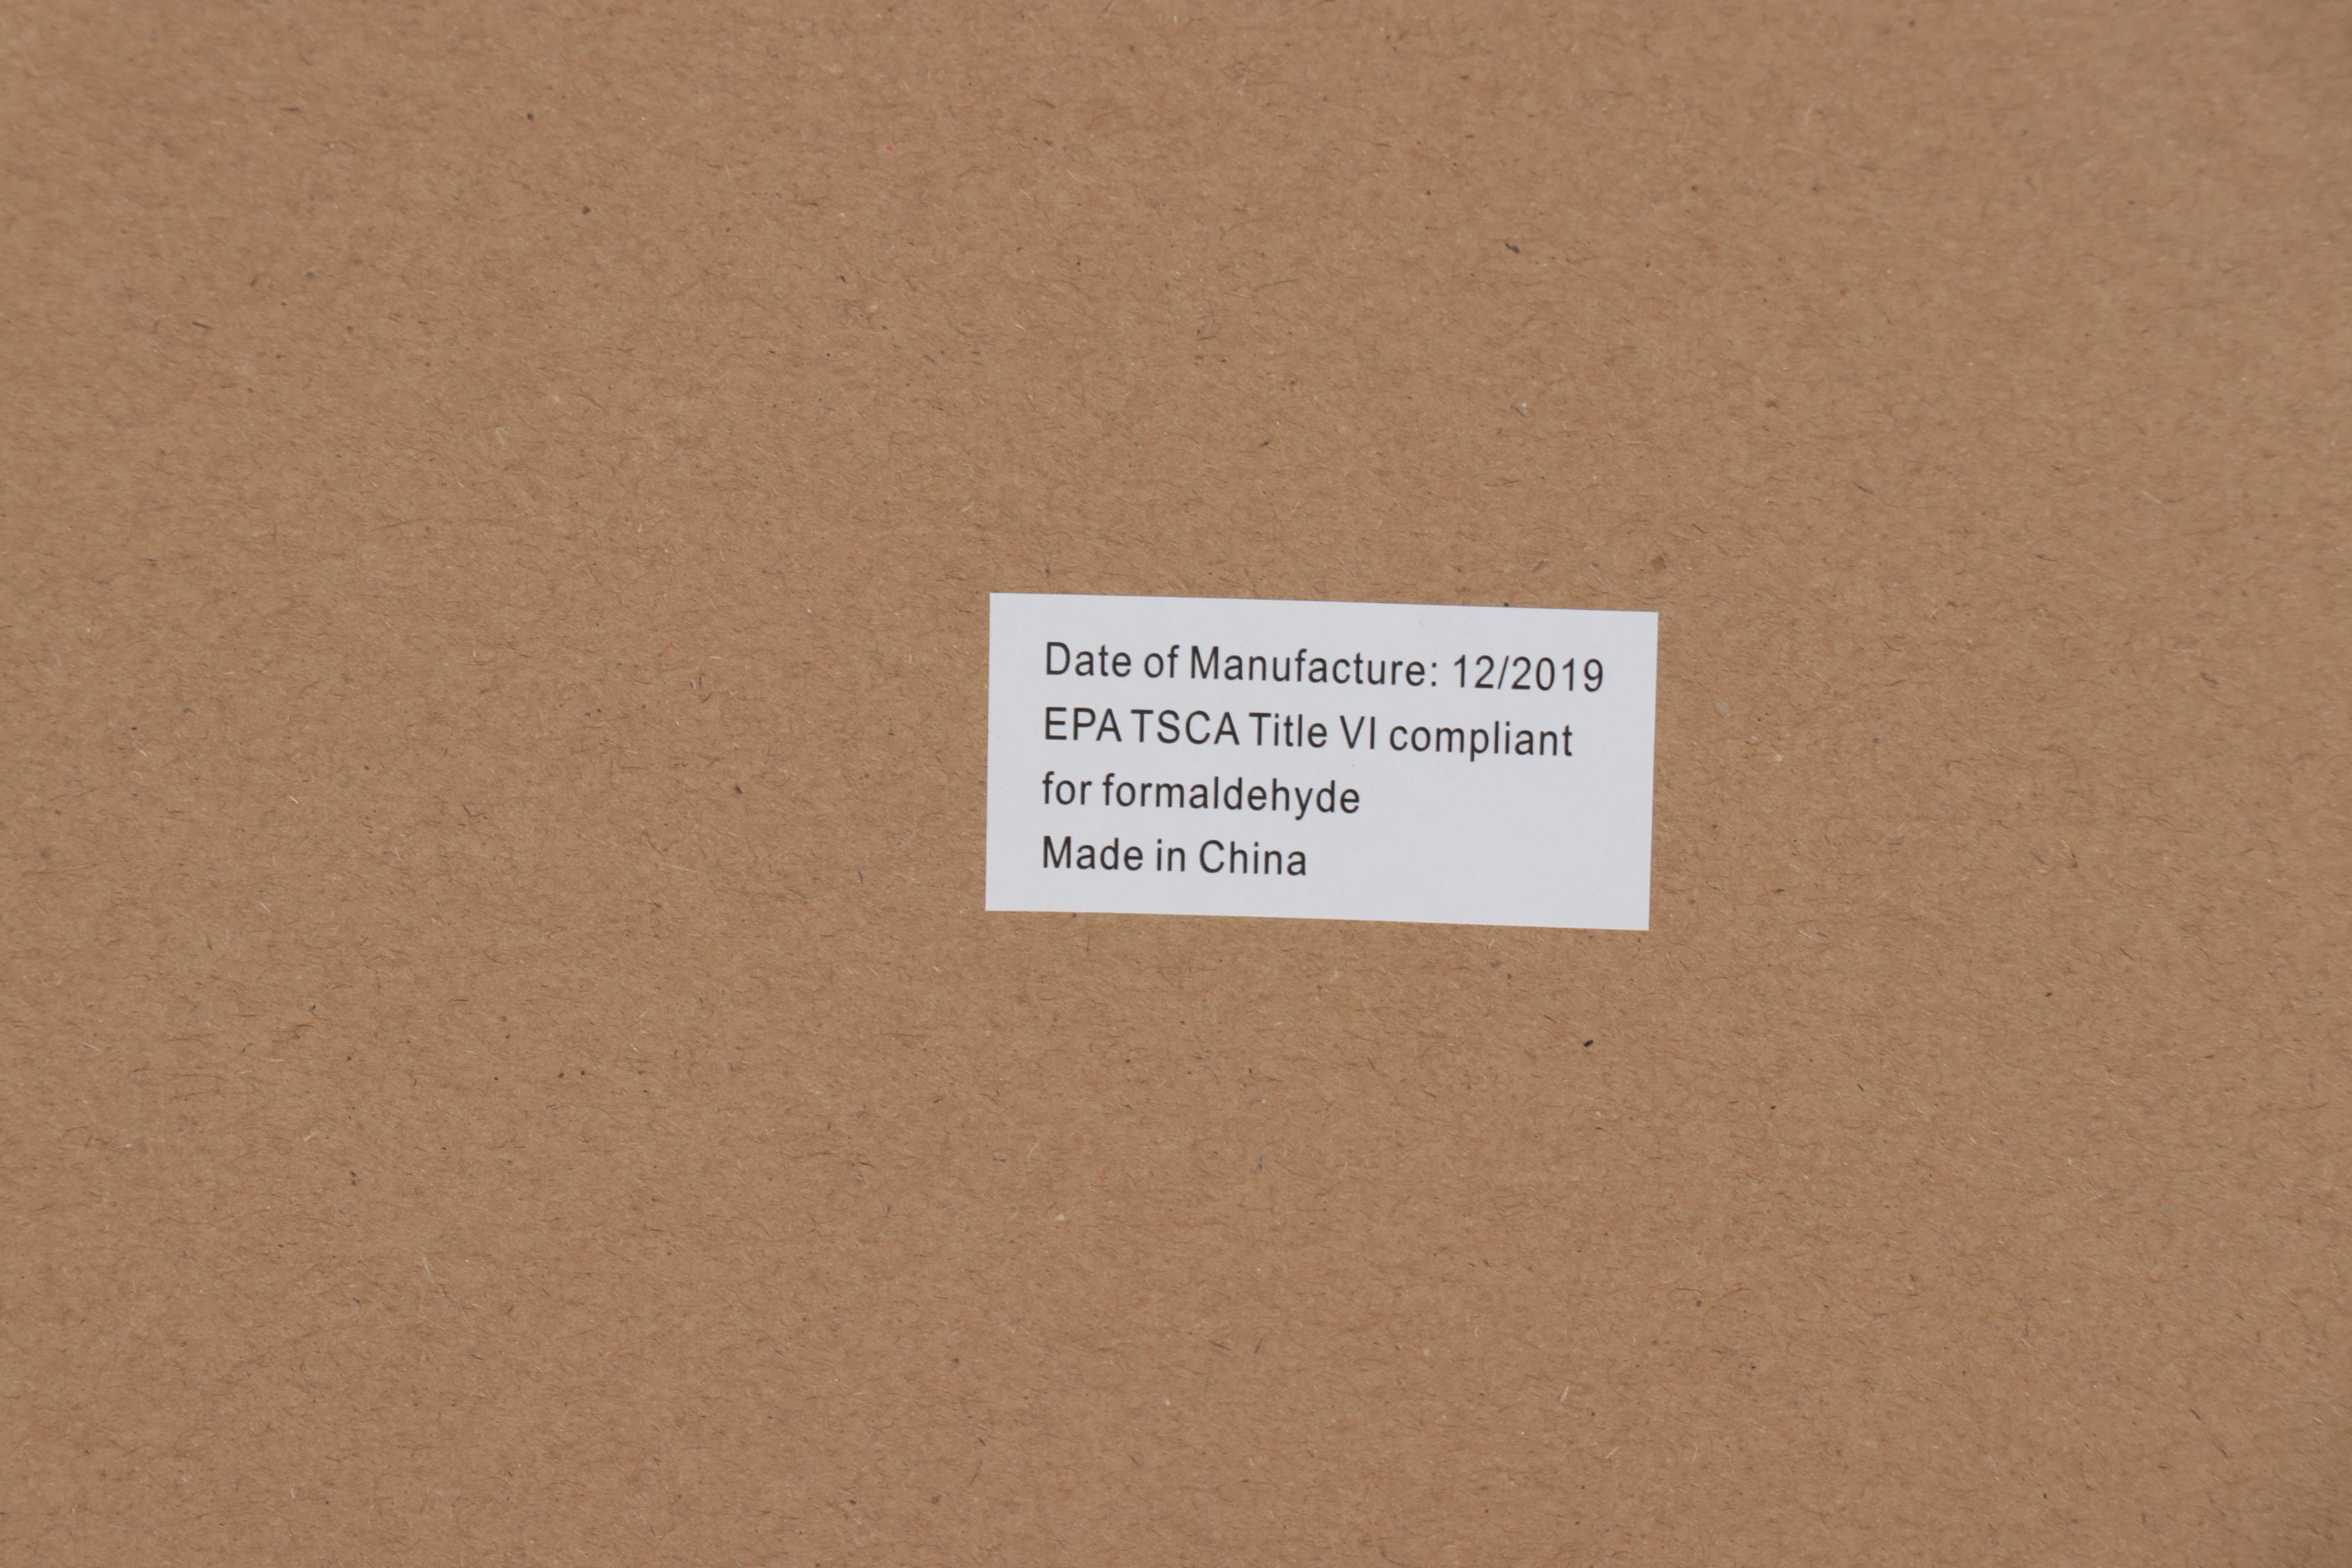 Date of Manufacture: 12/2019
EPA TSCA Title VI compliant
for formaldehyde
Made in China